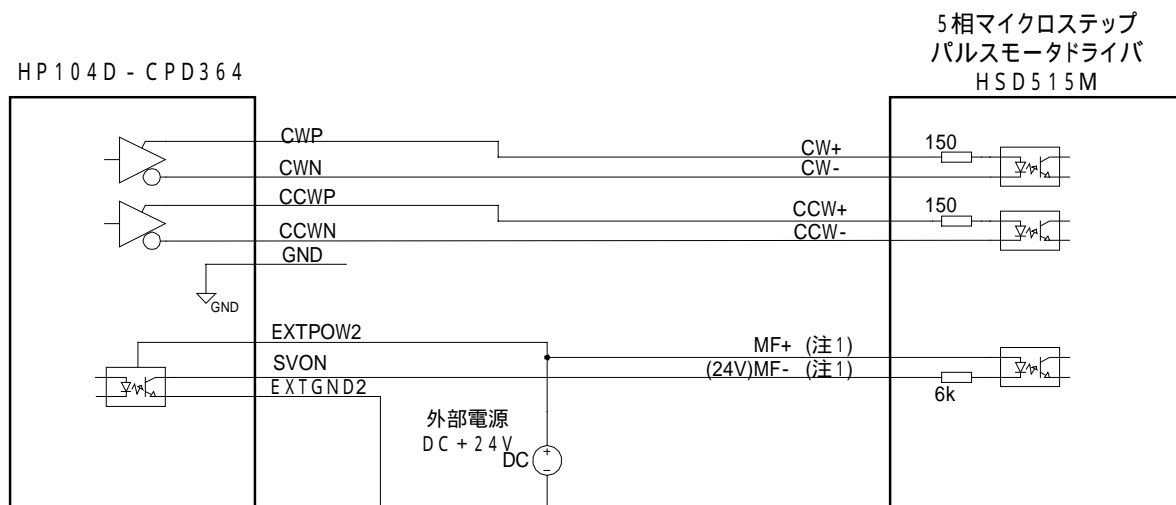 5相マイクロステップ
パルスモータドライバ
HSD515M
HP104D - CPD364
CWP
CW+
150
CWN
CW-
CCWP
CCW+
150
CCWN
CCW-
GND
GND
EXTPOW2
MF+ (注1)
SVON
(24V)MF- (注1)
EXTGND2
6k
外部電源
DC+24V
DC
+
-